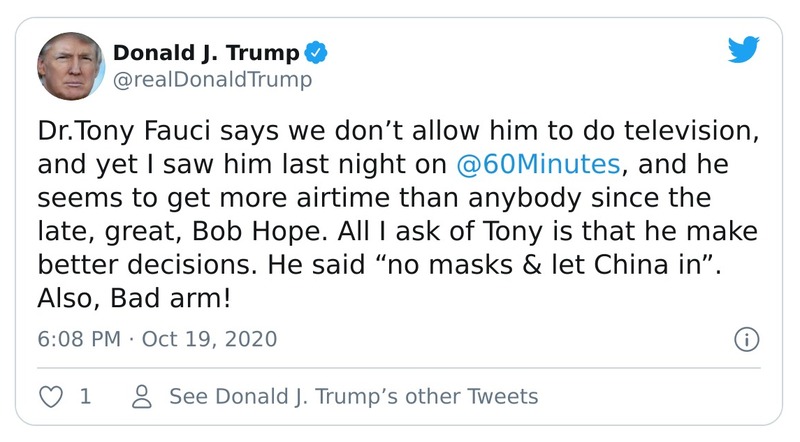 Donald J. Trump
@realDonaldTrump
Dr.Tony Fauci says we don’t allow him to do television,
and yet I saw him last night on @60Minutes, and he
seems to get more airtime than anybody since the
late, great, Bob Hope. All I ask of Tony is that he make
better decisions. He said “no masks & let China in”.
Also, Bad arm!
6:08 PM · Oct 19, 2020
1 See Donald J. Trump’s other Tweets